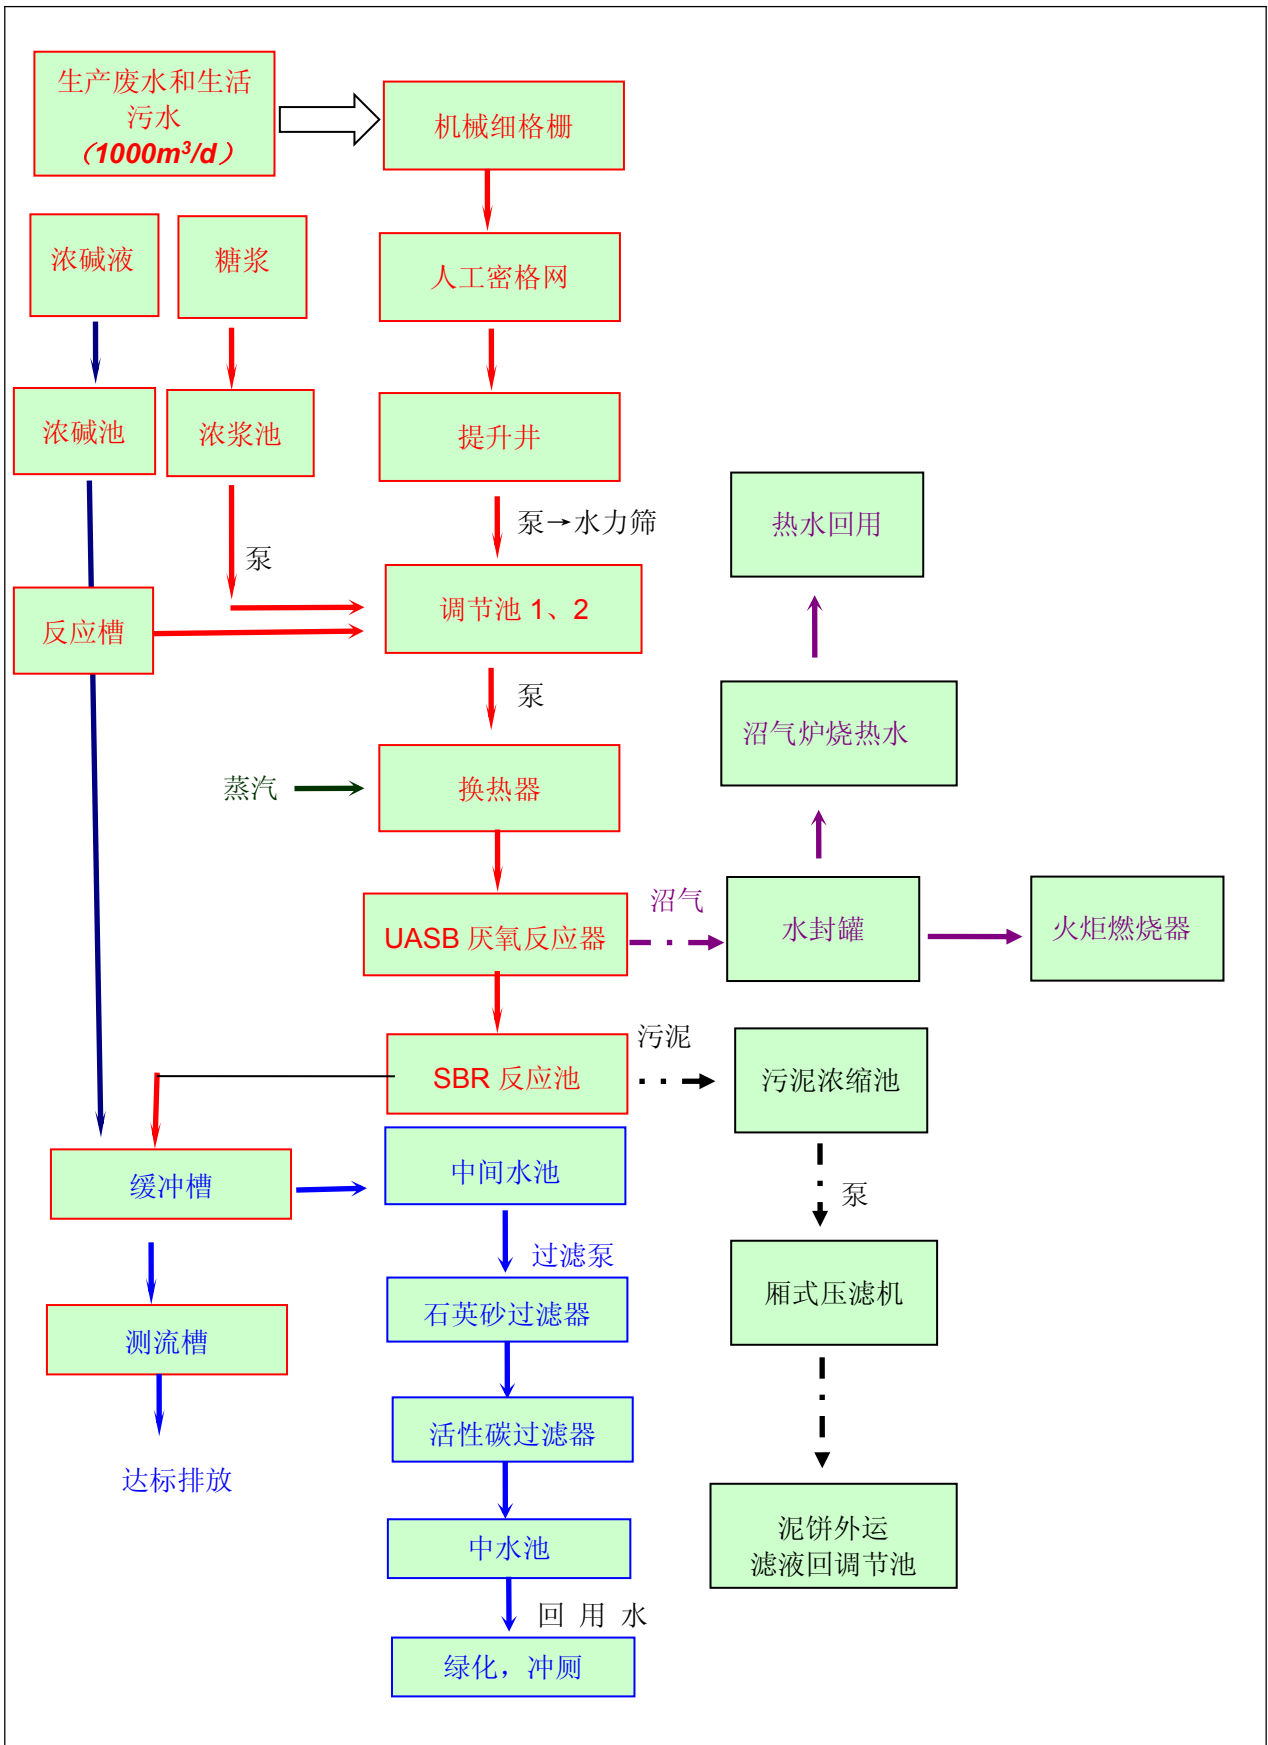 生产废水和生活
污水
（1000m³/d）
机械细格栅
浓碱液
糖浆
人工密格网
浓碱池
浓浆池
提升井
泵→水力筛
热水回用
泵
反应槽
调节池 1、2
泵
沼气炉烧热水
蒸汽
换热器
沼气
UASB 厌氧反应器
水封罐
火炬燃烧器
污泥
SBR 反应池
污泥浓缩池
缓冲槽
中间水池
泵
过滤泵
厢式压滤机
石英砂过滤器
测流槽
活性碳过滤器
达标排放
泥饼外运
滤液回调节池
中水池
回 用 水
绿化，冲厕